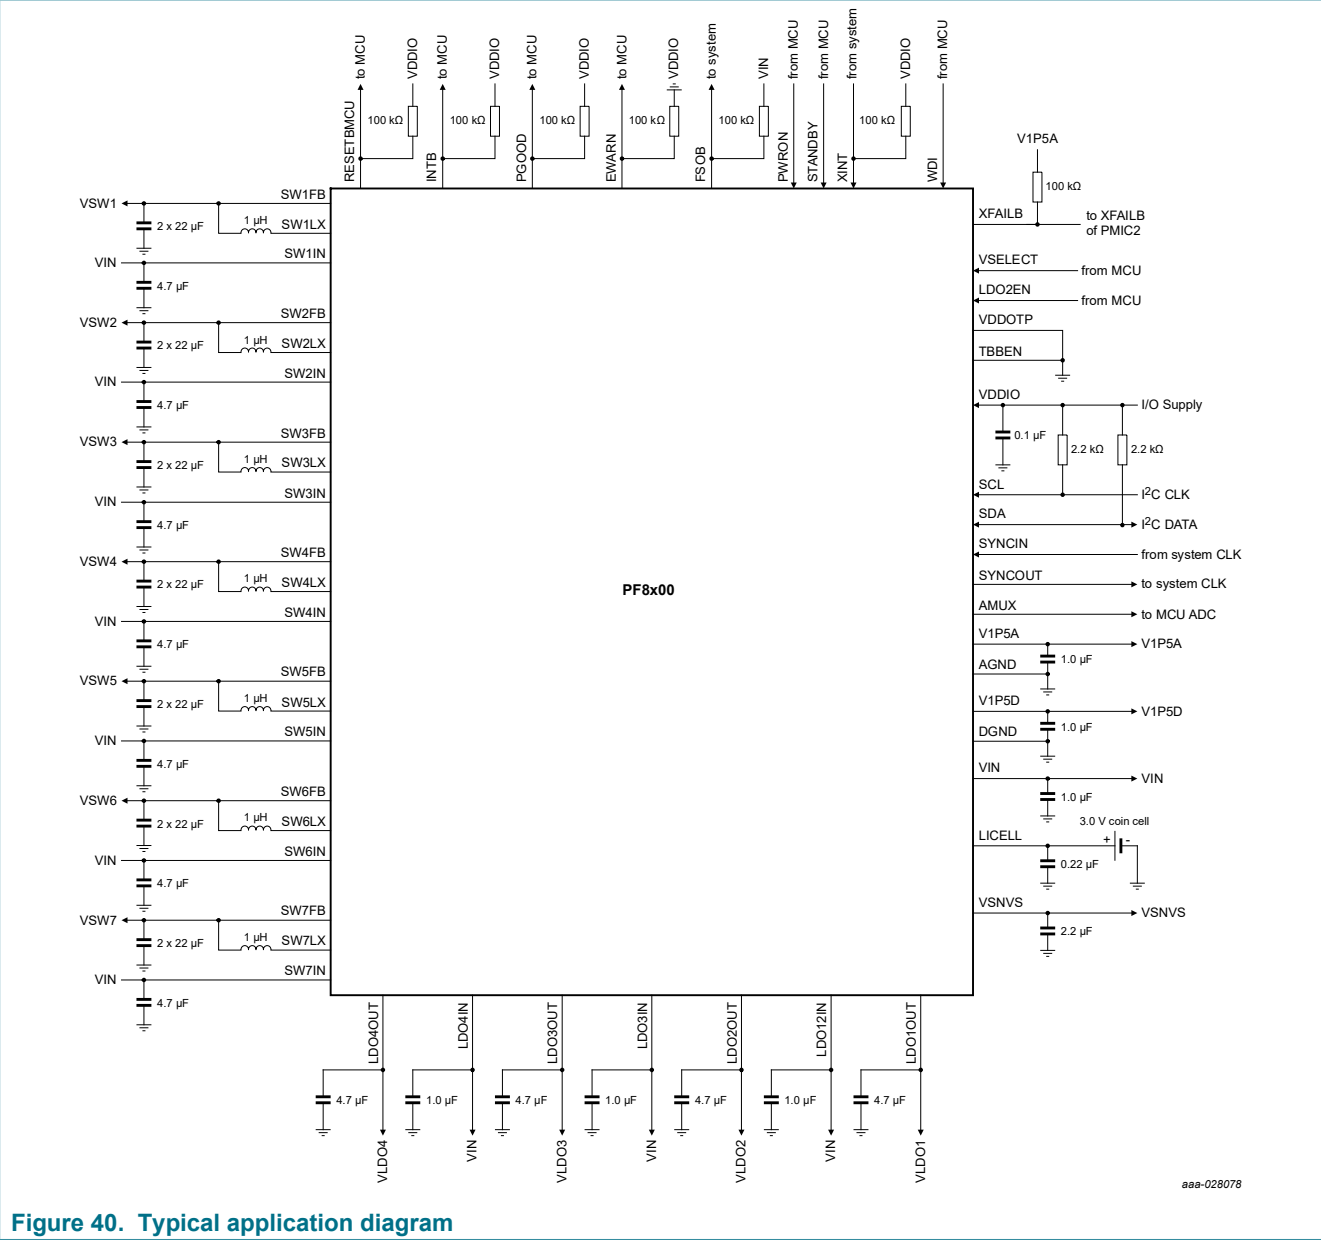 to MCU
VDDIO
to MCU
VDDIO
to MCU
VDDIO
to MCU
VDDIO
to system
VIN
from MCU
from MCU
from system
VDDIO
from MCU
100 kΩ
100 kΩ
100 kΩ
100 kΩ
100 kΩ
100 kΩ
RESETBMCU
INTB
PGOOD
EWARN
FSOB
PWRON
STANDBY
XINT
WDI
VSW1
SW1FB
2 x 22 µF
1 µH
SW1LX
VIN
SW1IN
4.7 µF
VSW2
SW2FB
2 x 22 µF
1 µH
SW2LX
VIN
SW2IN
4.7 µF
VSW3
SW3FB
2 x 22 µF
1 µH
SW3LX
VIN
SW3IN
4.7 µF
VSW4
SW4FB
2 x 22 µF
1 µH
SW4LX
VIN
SW4IN
4.7 µF
VSW5
SW5FB
2 x 22 µF
1 µH
SW5LX
VIN
SW5IN
4.7 µF
VSW6
SW6FB
2 x 22 µF
1 µH
SW6LX
VIN
SW6IN
4.7 µF
VSW7
SW7FB
2 x 22 µF
1 µH
SW7LX
VIN
SW7IN
4.7 µF
PF8x00
V1P5A
100 kΩ
XFAILB
to XFAILB
of PMIC2
VSELECT
from MCU
LDO2EN
from MCU
VDDOTP
TBBEN
VDDIO
I/O Supply
0.1 µF
2.2 kΩ
2.2 kΩ
SCL
I2C CLK
SDA
I2C DATA
SYNCIN
from system CLK
SYNCOUT
to system CLK
AMUX
to MCU ADC
V1P5A
V1P5A
1.0 µF
AGND
V1P5D
V1P5D
1.0 µF
DGND
VIN
VIN
1.0 µF
3.0 V coin cell
LICELL
+ -
0.22 µF
VSNVS
VSNVS
2.2 µF
LDO4OUT
LDO4IN
LDO3OUT
LDO3IN
LDO2OUT
LDO12IN
LDO1OUT
4.7 µF
1.0 µF
4.7 µF
1.0 µF
4.7 µF
1.0 µF
4.7 µF
VLDO4
VIN
VLDO3
VIN
VLDO2
VIN
VLDO1
aaa-028078
Figure 40. Typical application diagram